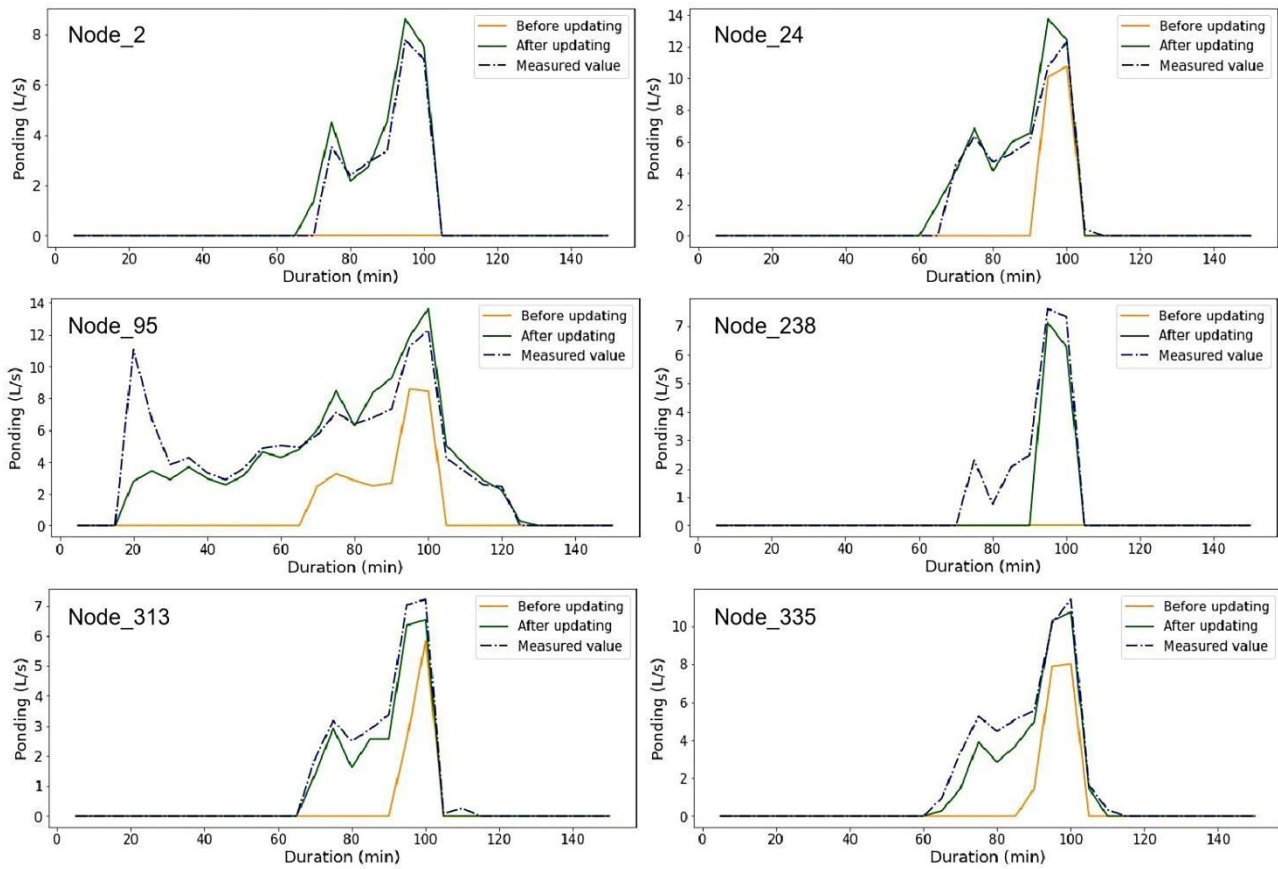 Node_2
Before updating
After updating
Measured value
Ponding (L/s)
8
6
4
2
0
0 20 40 60 80 100 120 140
Duration (min)
Node_24
Before updating
After updating
Measured value
Ponding (L/s)
14
12
10
8
6
4
2
0
0 20 40 60 80 100 120 140
Duration (min)
Node_95
Before updating
After updating
Measured value
Ponding (L/s)
14
12
10
8
6
4
2
0
0 20 40 60 80 100 120 140
Duration (min)
Node_238
Before updating
After updating
Measured value
Ponding (L/s)
7
6
5
4
3
2
1
0
0 20 40 60 80 100 120 140
Duration (min)
Node_313
Before updating
After updating
Measured value
Ponding (L/s)
7
6
5
4
3
2
1
0
0 20 40 60 80 100 120 140
Duration (min)
Node_335
Before updating
After updating
Measured value
Ponding (L/s)
10
8
6
4
2
0
0 20 40 60 80 100 120 140
Duration (min)